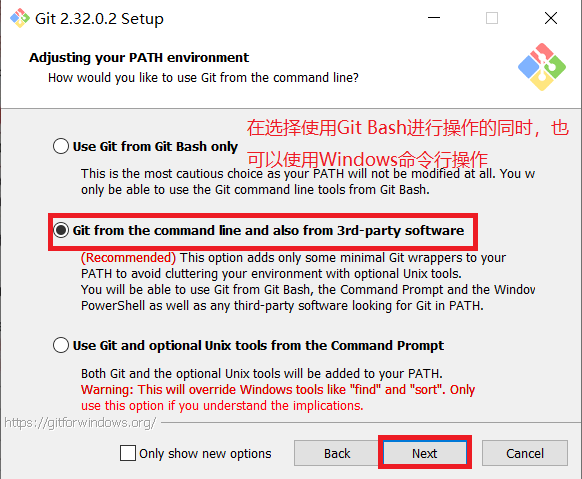 Git 2.32.0.2 Setup
Adjusting your PATH environment
How would you like to use Git from the command line?
在选择使用Git Bash进行操作的同时，也
可以使用Windows命令行操作
Use Git from Git Bash only
This is the most cautious choice as your PATH will not be modified at all. You w
only be able to use the Git command line tools from Git Bash.
Git from the command line and also from 3rd-party software
(Recommended) This option adds only some minimal Git wrappers to your
PATH to avoid cluttering your environment with optional Unix tools.
You will be able to use Git from Git Bash, the Command Prompt and the Window
PowerShell as well as any third-party software looking for Git in PATH.
Use Git and optional Unix tools from the Command Prompt
Both Git and the optional Unix tools will be added to your PATH.
Warning: This will override Windows tools like "find" and "sort". Only
use this option if you understand the implications.
https://gitforwindows.org/
Only show new options
Back
Next
Cancel